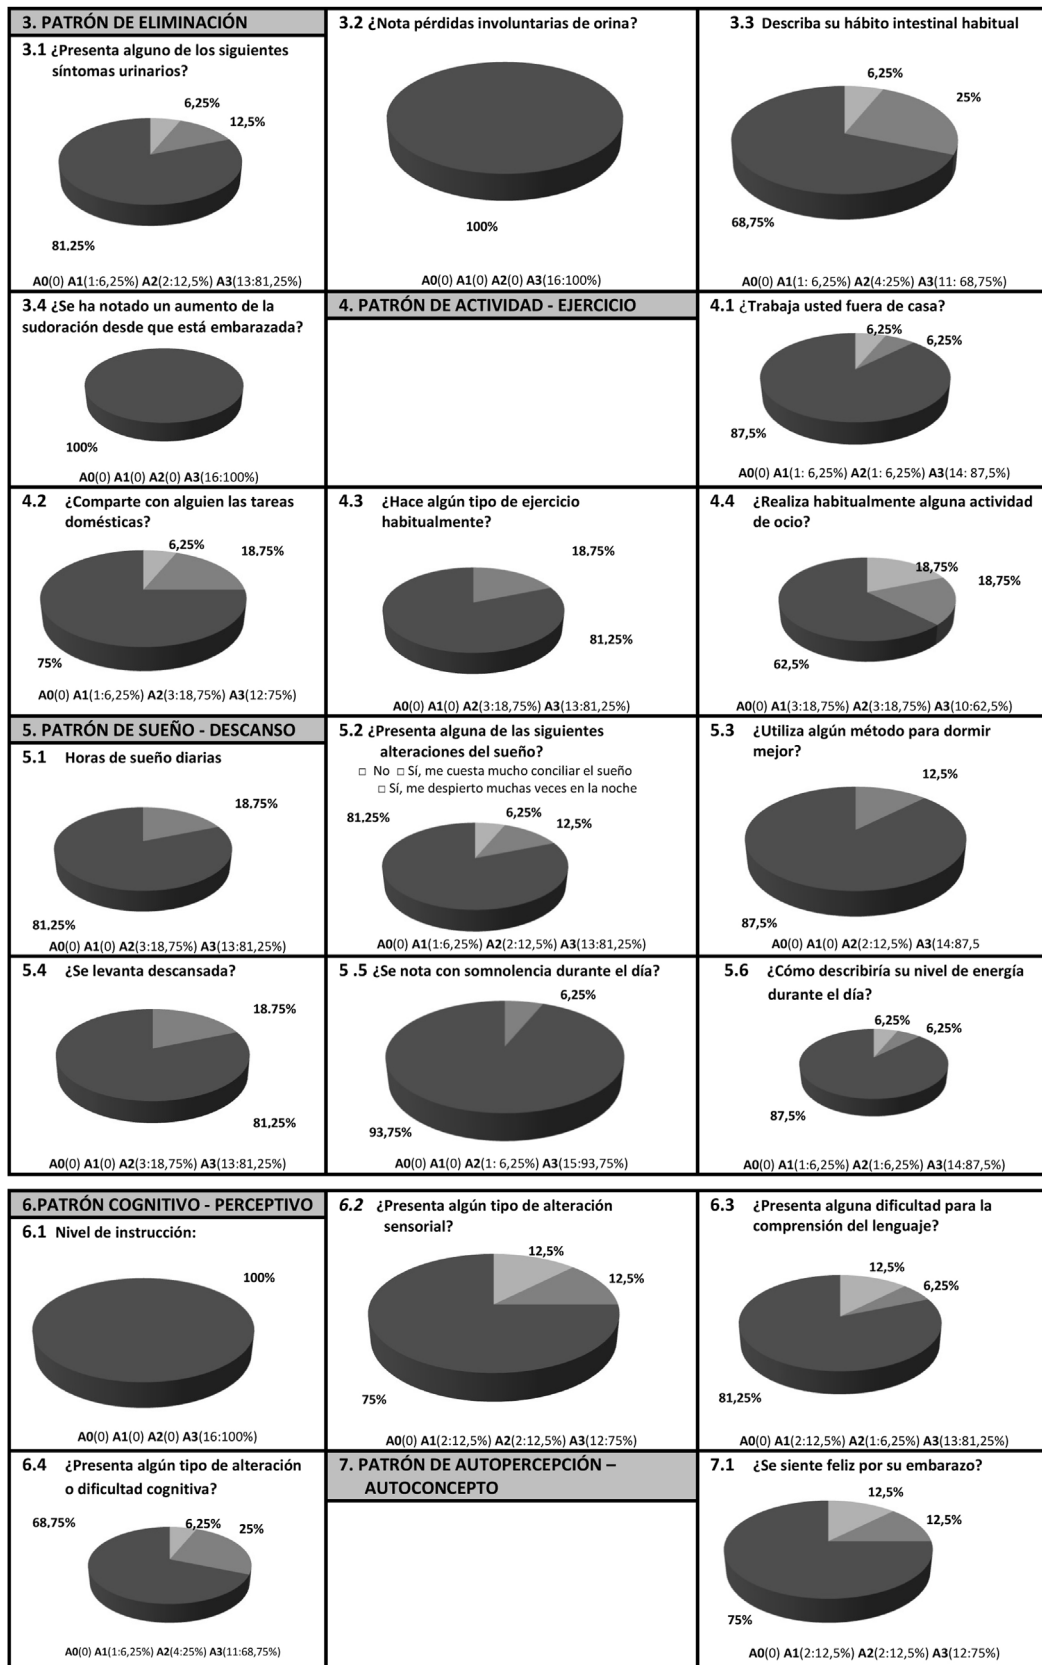 3. PATRÓN DE ELIMINACIÓN
3.1 ¿Presenta alguno de los siguientes
síntomas urinarios?
6,25%
12,5%
81,25%
A0(0) A1(1:6,25%) A2(2:12,5%) A3(13:81,25%)
3.2 ¿Nota pérdidas involuntarias de orina?
100%
A0(0) A1(0) A2(0) A3(16:100%)
3.3 Describa su hábito intestinal habitual
6,25%
25%
68,75%
A0(0) A1(1: 6,25%) A2(4:25%) A3(11: 68,75%)
3.4 ¿Se ha notado un aumento de la
sudoración desde que está embarazada?
100%
A0(0) A1(0) A2(0) A3(16:100%)
4. PATRÓN DE ACTIVIDAD - EJERCICIO
4.1 ¿Trabaja usted fuera de casa?
6,25%
6,25%
87,5%
A0(0) A1(1: 6,25%) A2(1: 6,25%) A3(14: 87,5%)
4.2 ¿Comparte con alguien las tareas
domésticas?
6,25%
18,75%
75%
A0(0) A1(1:6,25%) A2(3:18,75%) A3(12:75%)
4.3 ¿Hace algún tipo de ejercicio
habitualmente?
18,75%
81,25%
A0(0) A1(0) A2(3:18,75%) A3(13:81,25%)
4.4 ¿Realiza habitualmente alguna actividad
de ocio?
18,75%
18,75%
62,5%
A0(0) A1(3:18,75%) A2(3:18,75%) A3(10:62,5%
5. PATRÓN DE SUEÑO - DESCANSO
5.1 Horas de sueño diarias
18,75%
81,25%
A0(0) A1(0) A2(3:18,75%) A3(13:81,25%)
5.2 ¿Presenta alguna de las siguientes
alteraciones del sueño?
□ No □ Sí, me cuesta mucho conciliar el sueño
□ Sí, me despierto muchas veces en la noche
81,25%
6,25%
12,5%
A0(0) A1(1:6,25%) A2(2:12,5%) A3(13:81,25%)
5.3 ¿Utiliza algún método para dormir
mejor?
12,5%
87,5%
A0(0) A1(0) A2(2:12,5%) A3(14:87,5
5.4 ¿Se levanta descansada?
18.75%
81,25%
A0(0) A1(0) A2(3:18,75%) A3(13:81,25%)
5 .5 ¿Se nota con somnolencia durante el día?
6,25%
93,75%
A0(0) A1(0) A2(1: 6,25%) A3(15:93,75%)
5.6 ¿Cómo describiría su nivel de energía
durante el día?
6,25%
6,25%
87,5%
A0(0) A1(1:6,25%) A2(1:6,25%) A3(14:87,5%)
6.PATRÓN COGNITIVO - PERCEPTIVO
6.1 Nivel de instrucción:
100%
A0(0) A1(0) A2(0) A3(16:100%)
6.2 ¿Presenta algún tipo de alteración
sensorial?
12,5%
12,5%
75%
A0(0) A1(2:12,5%) A2(2:12,5%) A3(12:75%)
6.3 ¿Presenta alguna dificultad para la
comprensión del lenguaje?
12,5%
6,25%
81,25%
A0(0) A1(2:12,5%) A2(1:6,25%) A3(13:81,25%)
6.4 ¿Presenta algún tipo de alteración
o dificultad cognitiva?
68,75%
6,25%
25%
A0(0) A1(1:6,25%) A2(4:25%) A3(11:68,75%)
7. PATRÓN DE AUTOPERCEPCIÓN –
AUTOCONCEPTO
7.1 ¿Se siente feliz por su embarazo?
12,5%
12,5%
75%
A0(0) A1(2:12,5%) A2(2:12,5%) A3(12:75%)